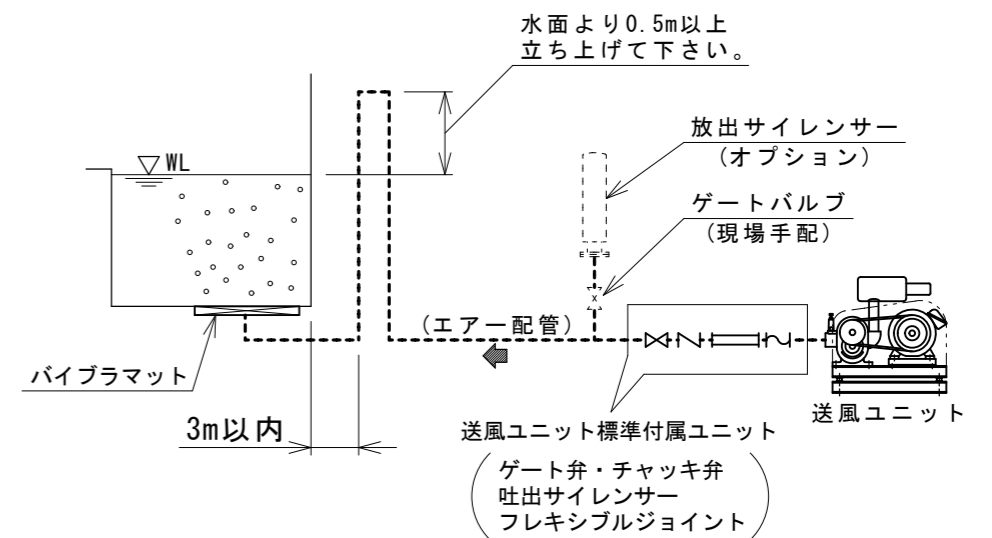 水面より0.5m以上
立ち上げて下さい。
放出サイレンサー
(オプション)
WL
ゲートバルブ
(現場手配)
(エアー配管)
バイブラマット
送風ユニット
3m以内
送風ユニット標準付属ユニット
ゲート弁・チャッキ弁
吐出サイレンサー
フレキシブルジョイント